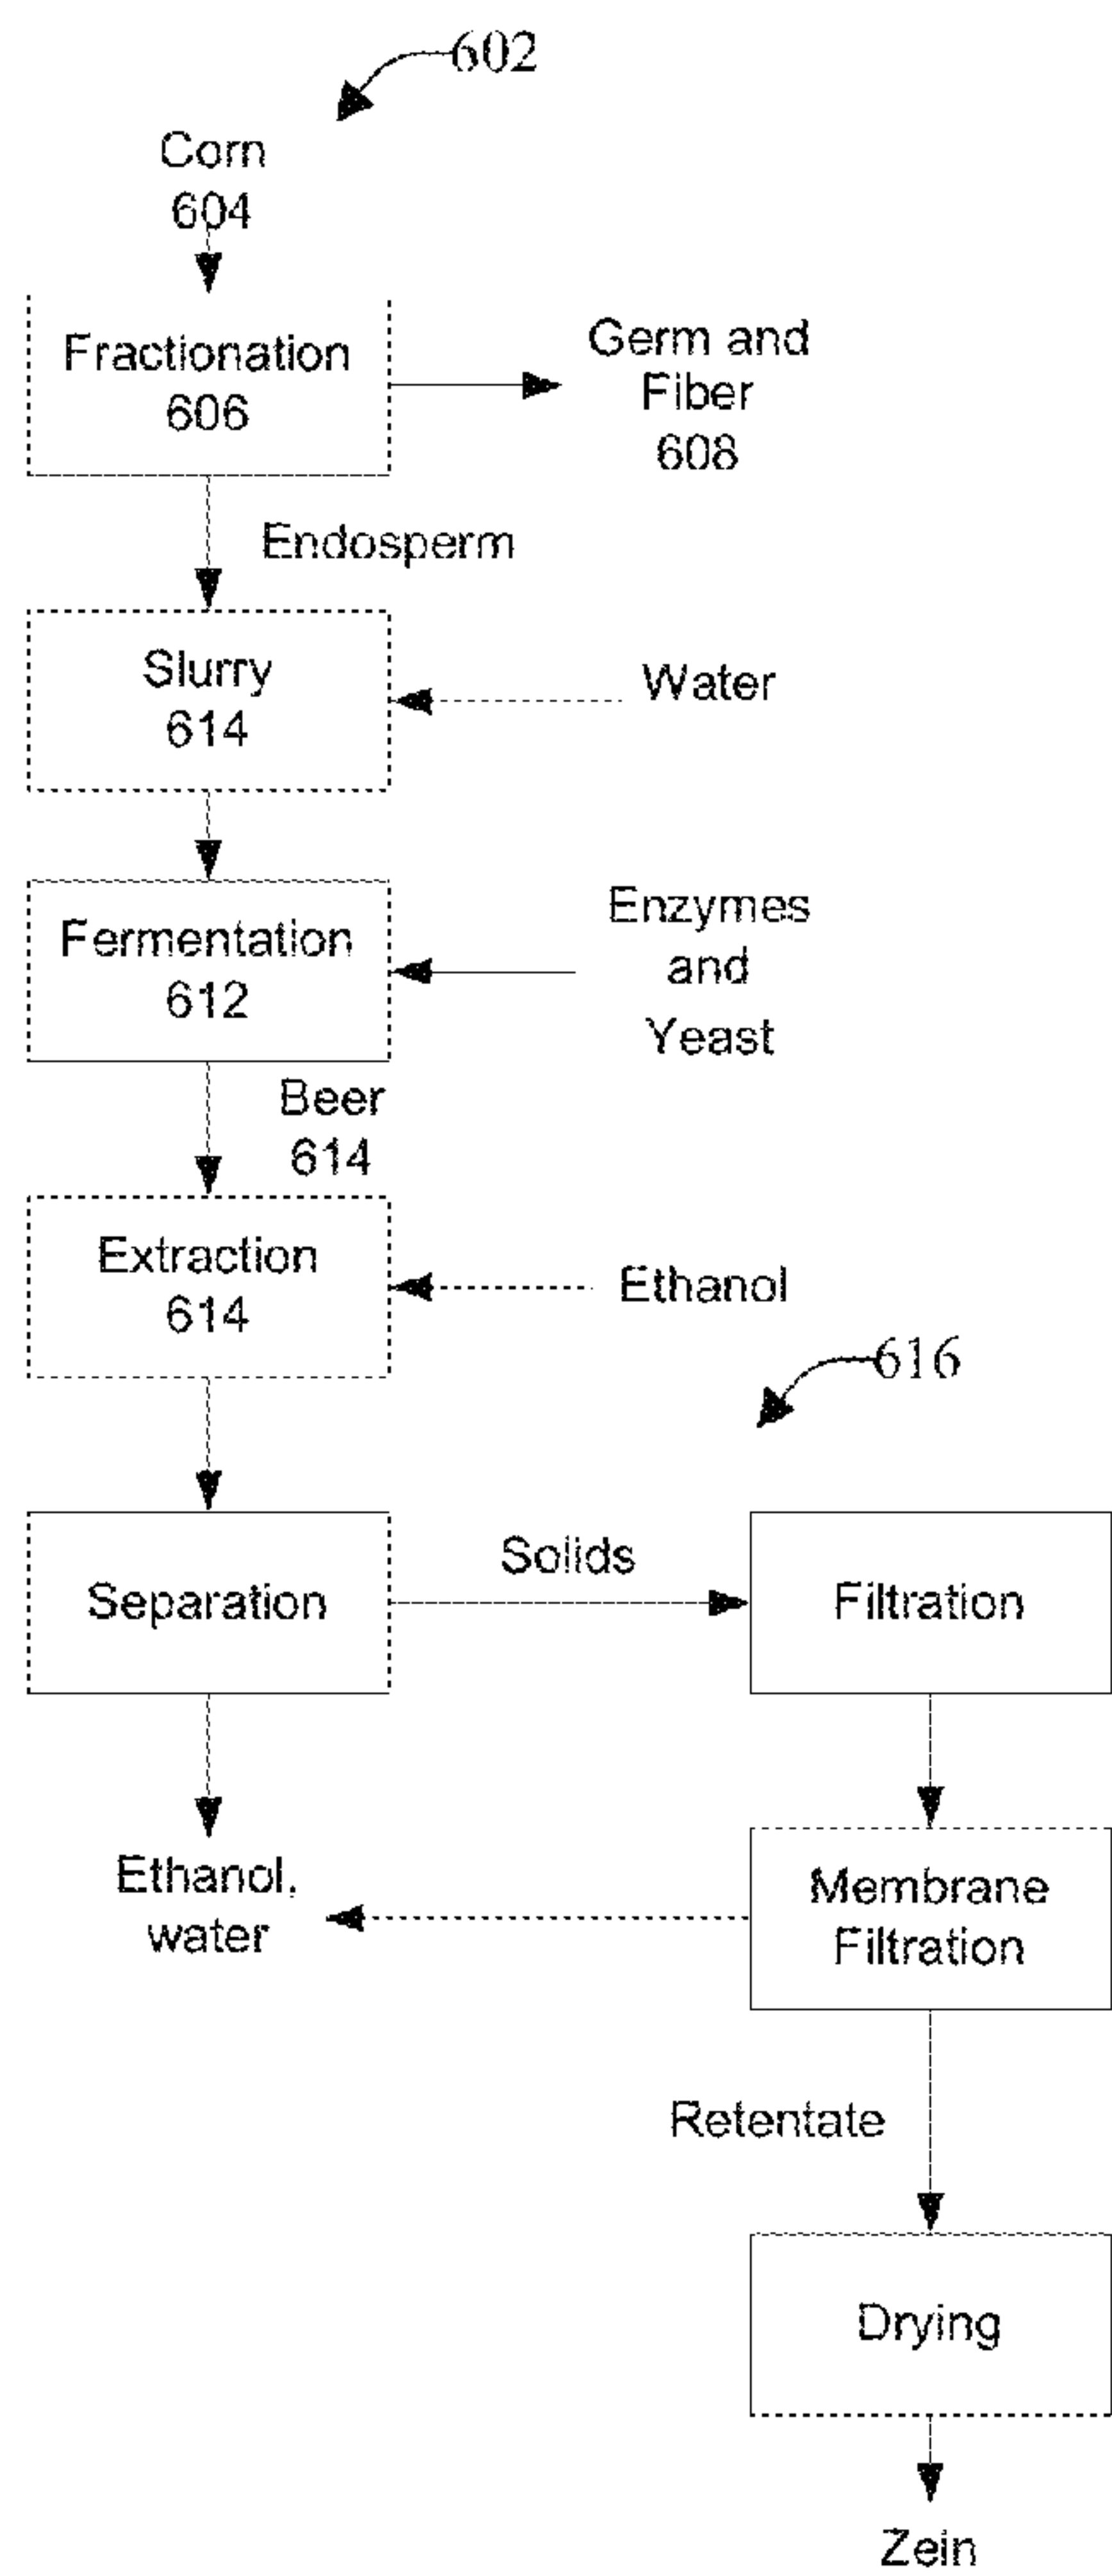 602
Corn
604
Fractionation
606
Germ and
Fiber
608
Endosperm
Slurry
614
Water
Fermentation
612
Enzymes
and
Yeast
Beer
614
Extraction
614
Ethanol
616
Separation
Solids
Filtration
Ethanol,
water
Membrane
Filtration
Retentate
Drying
Zein